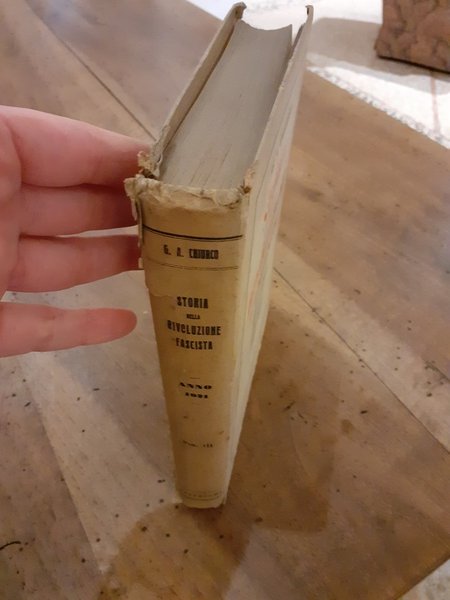 G. A. CHIURCO
STORIA
DELLA
RIVOLUZIONE
FASCISTA
ANNO
1921